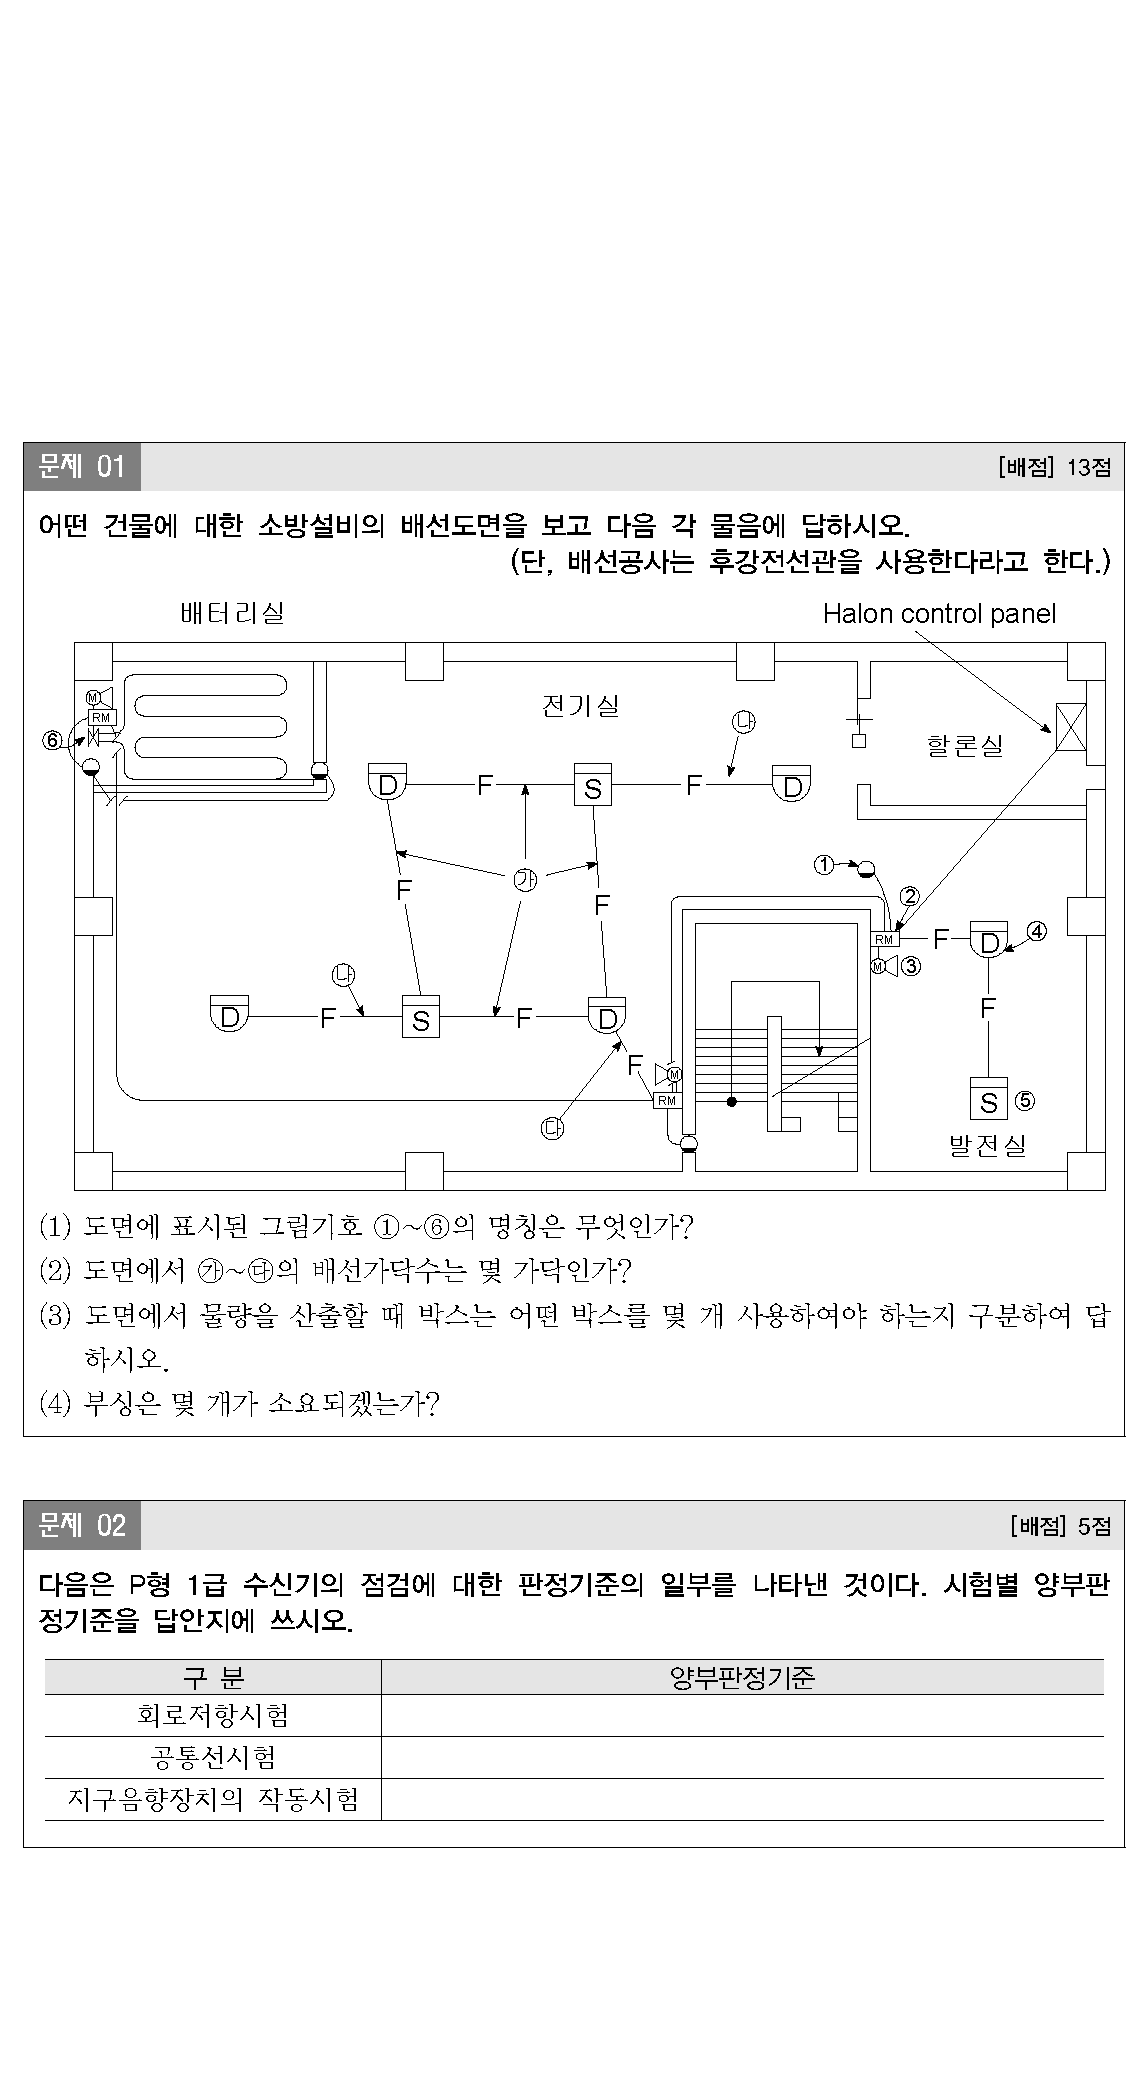 문제 01 [배점] 13점
어떤 건물에 대한 소방설비의 배선도면을 보고 다음 각 물음에 답하시오.
(단, 배선공사는 후강전선관을 사용한다라고 한다.)
배터리실 Halon control panel
전기실
할론실
M
RM
⑥
㉯
D F S F D
F ㉮ F
①
②
RM F D ④
M ③
F
㉯
D F S F D
F
M
RM
㉰
S ⑤
발전실
(1) 도면에 표시된 그림기호 ①~⑥의 명칭은 무엇인가?
(2) 도면에서 ㉮~㉰의 배선가닥수는 몇 가닥인가?
(3) 도면에서 물량을 산출할 때 박스는 어떤 박스를 몇 개 사용하여야 하는지 구분하여 답
하시오.
(4) 부싱은 몇 개가 소요되겠는가?
문제 02 [배점] 5점
다음은 P형 1급 수신기의 점검에 대한 판정기준의 일부를 나타낸 것이다. 시험별 양부판
정기준을 답안지에 쓰시오.
구 분 양부판정기준
회로저항시험
공통선시험
지구음향장치의 작동시험